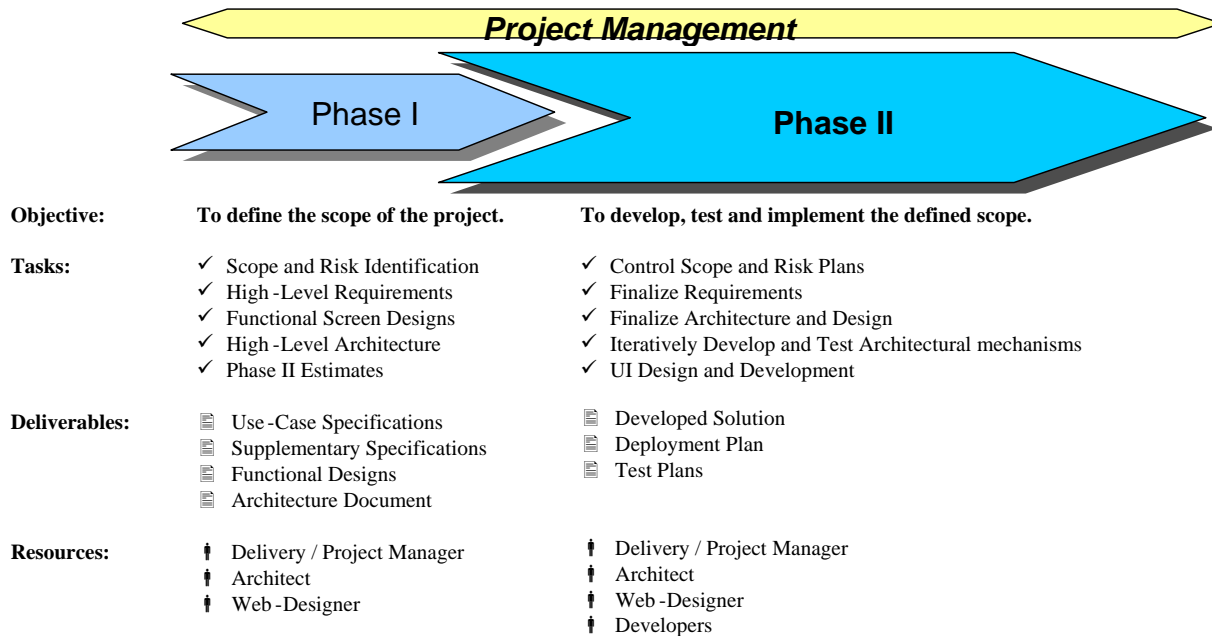 Project Management
Phase I
Phase II
Objective:
To define the scope of the project.
To develop, test and implement the defined scope.
Tasks:
Scope and Risk Identification
High-Level Requirements
Functional Screen Designs
High-Level Architecture
Phase II Estimates
Control Scope and Risk Plans
Finalize Requirements
Finalize Architecture and Design
Iteratively Develop and Test Architectural mechanisms
UI Design and Development
Deliverables:
Use-Case Specifications
Supplementary Specifications
Functional Designs
Architecture Document
Developed Solution
Deployment Plan
Test Plans
Resources:
Delivery / Project Manager
Architect
Web-Designer
Delivery / Project Manager
Architect
Web-Designer
Developers